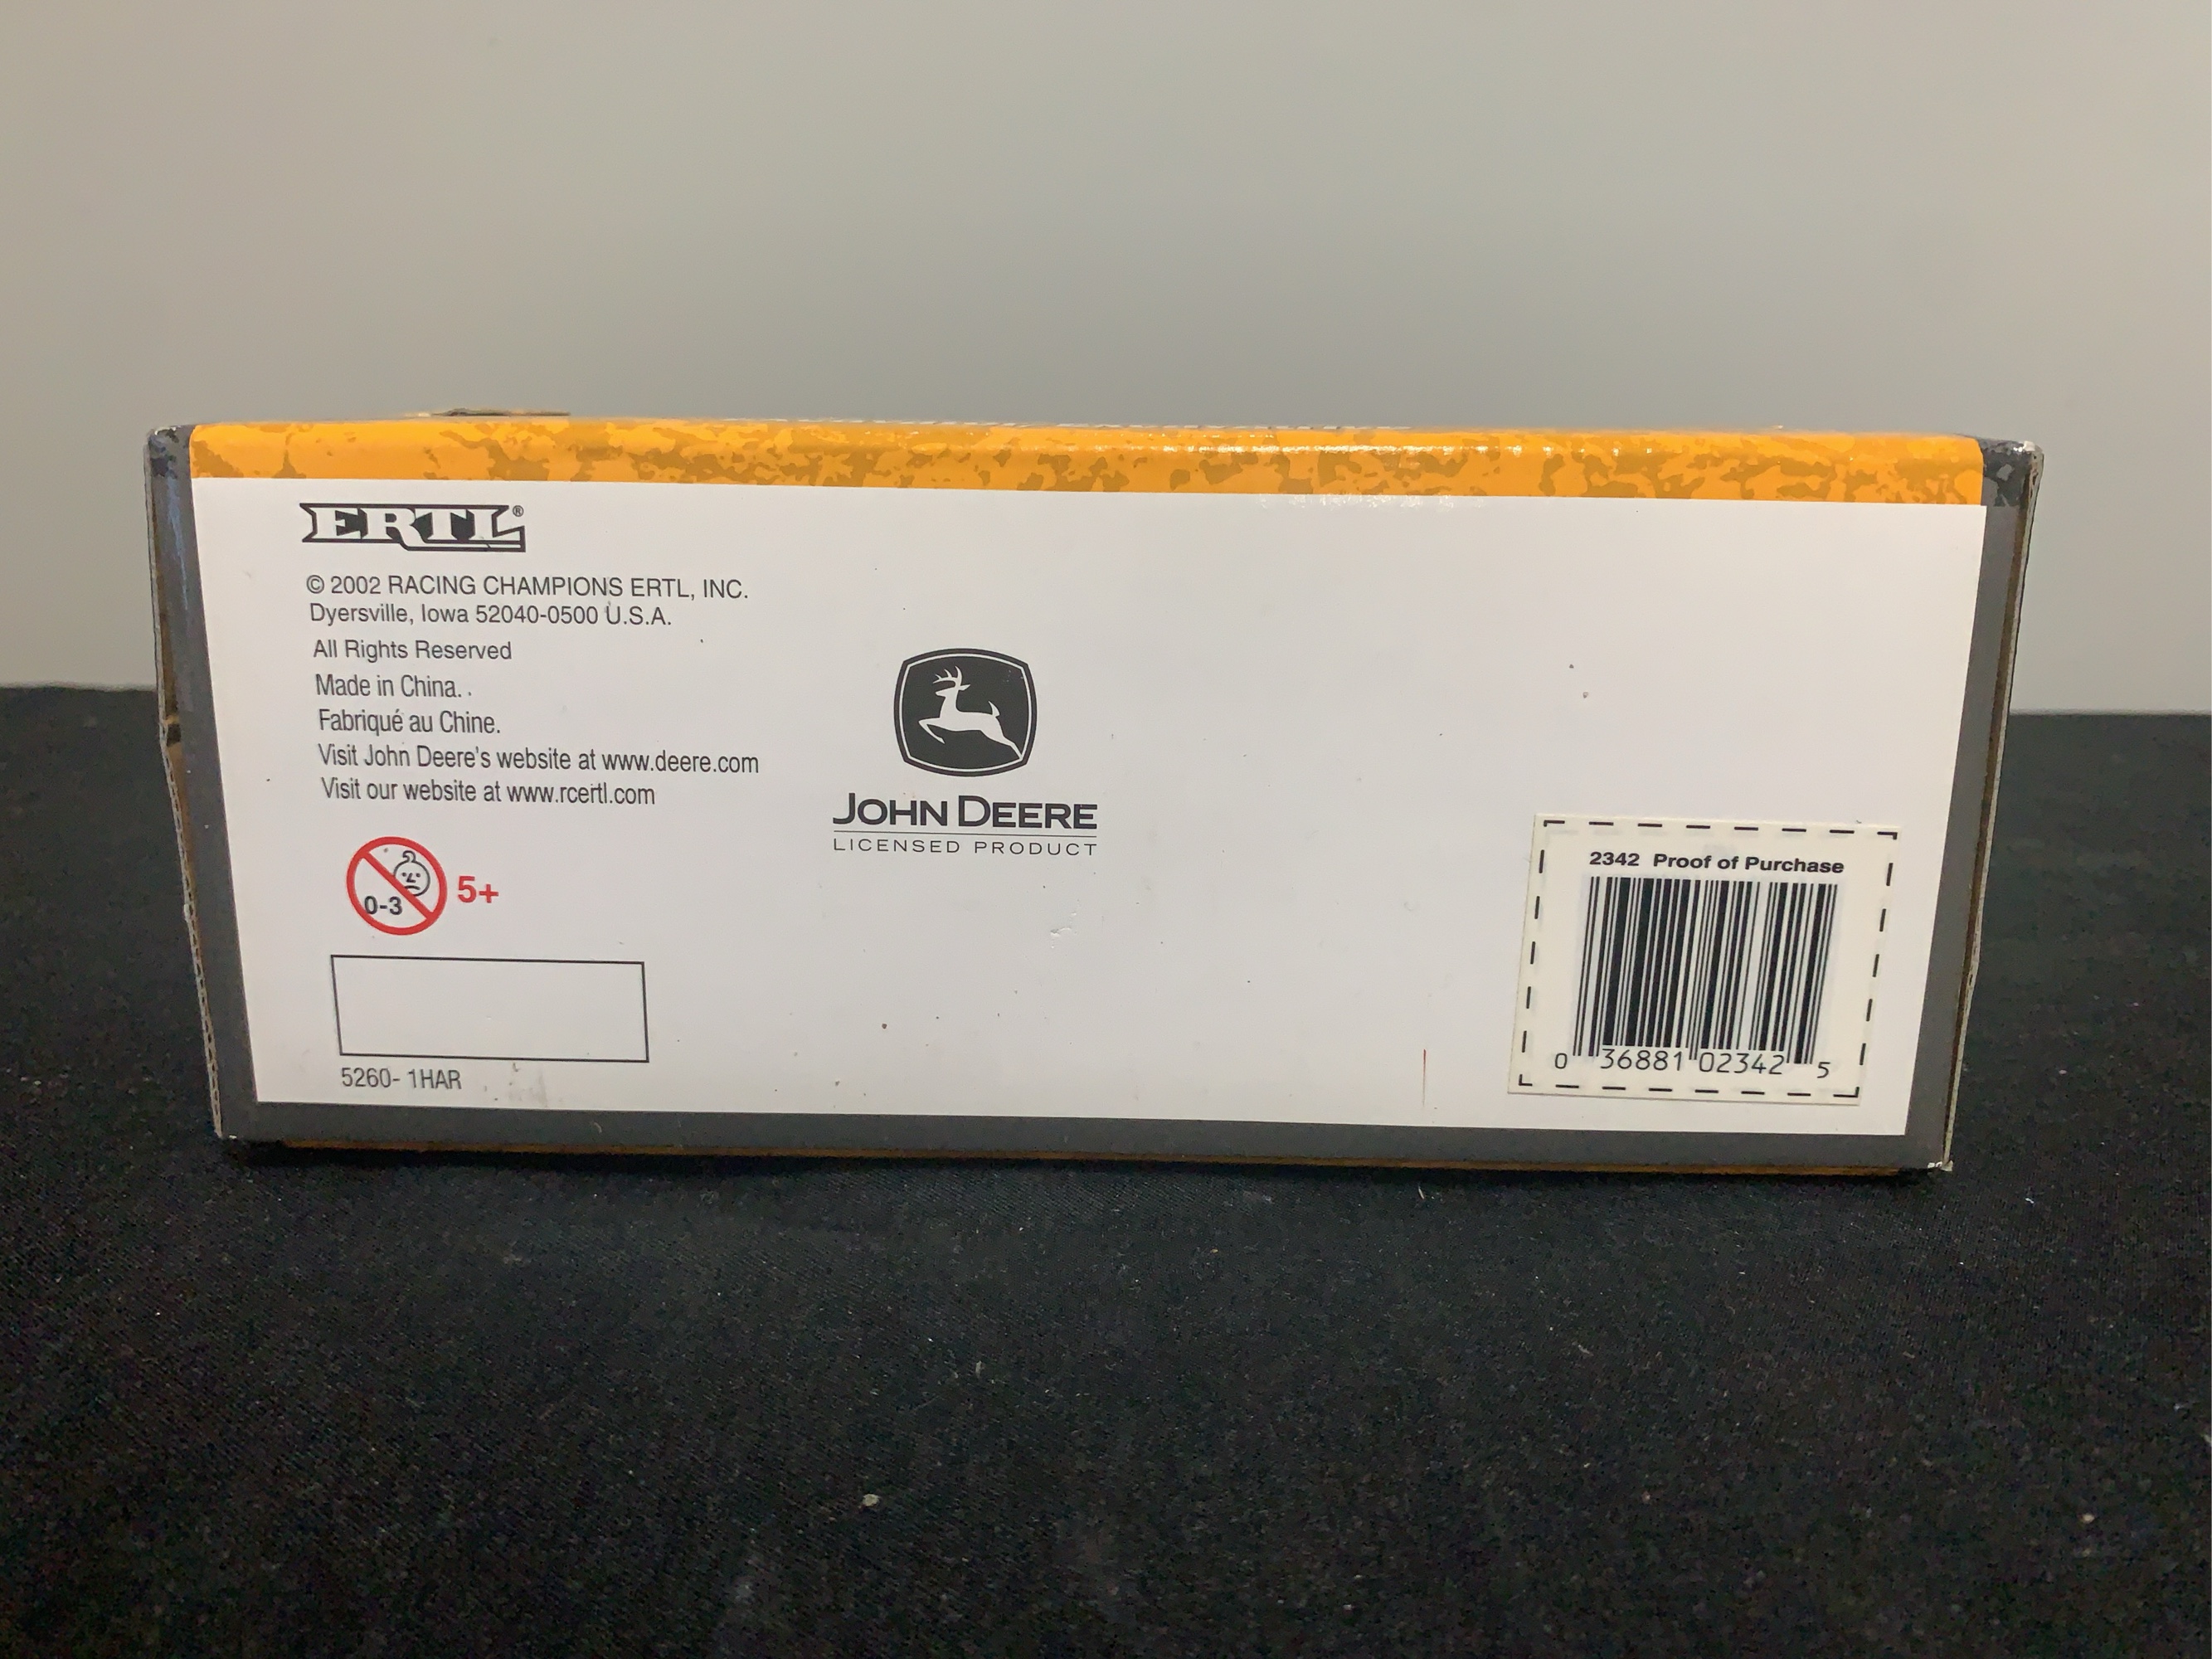 ERTL®
© 2002 RACING CHAMPIONS ERTL, INC.
Dyersville, Iowa 52040-0500 U.S.A.
All Rights Reserved
Made in China. .
Fabriqué au Chine.
Visit John Deere's website at www.deere.com
Visit our website at www.rcertl.com
0-3 5+
5260- 1HAR
JOHN DEERE
LICENSED PRODUCT
2342 Proof of Purchase
0 36881 02342 5